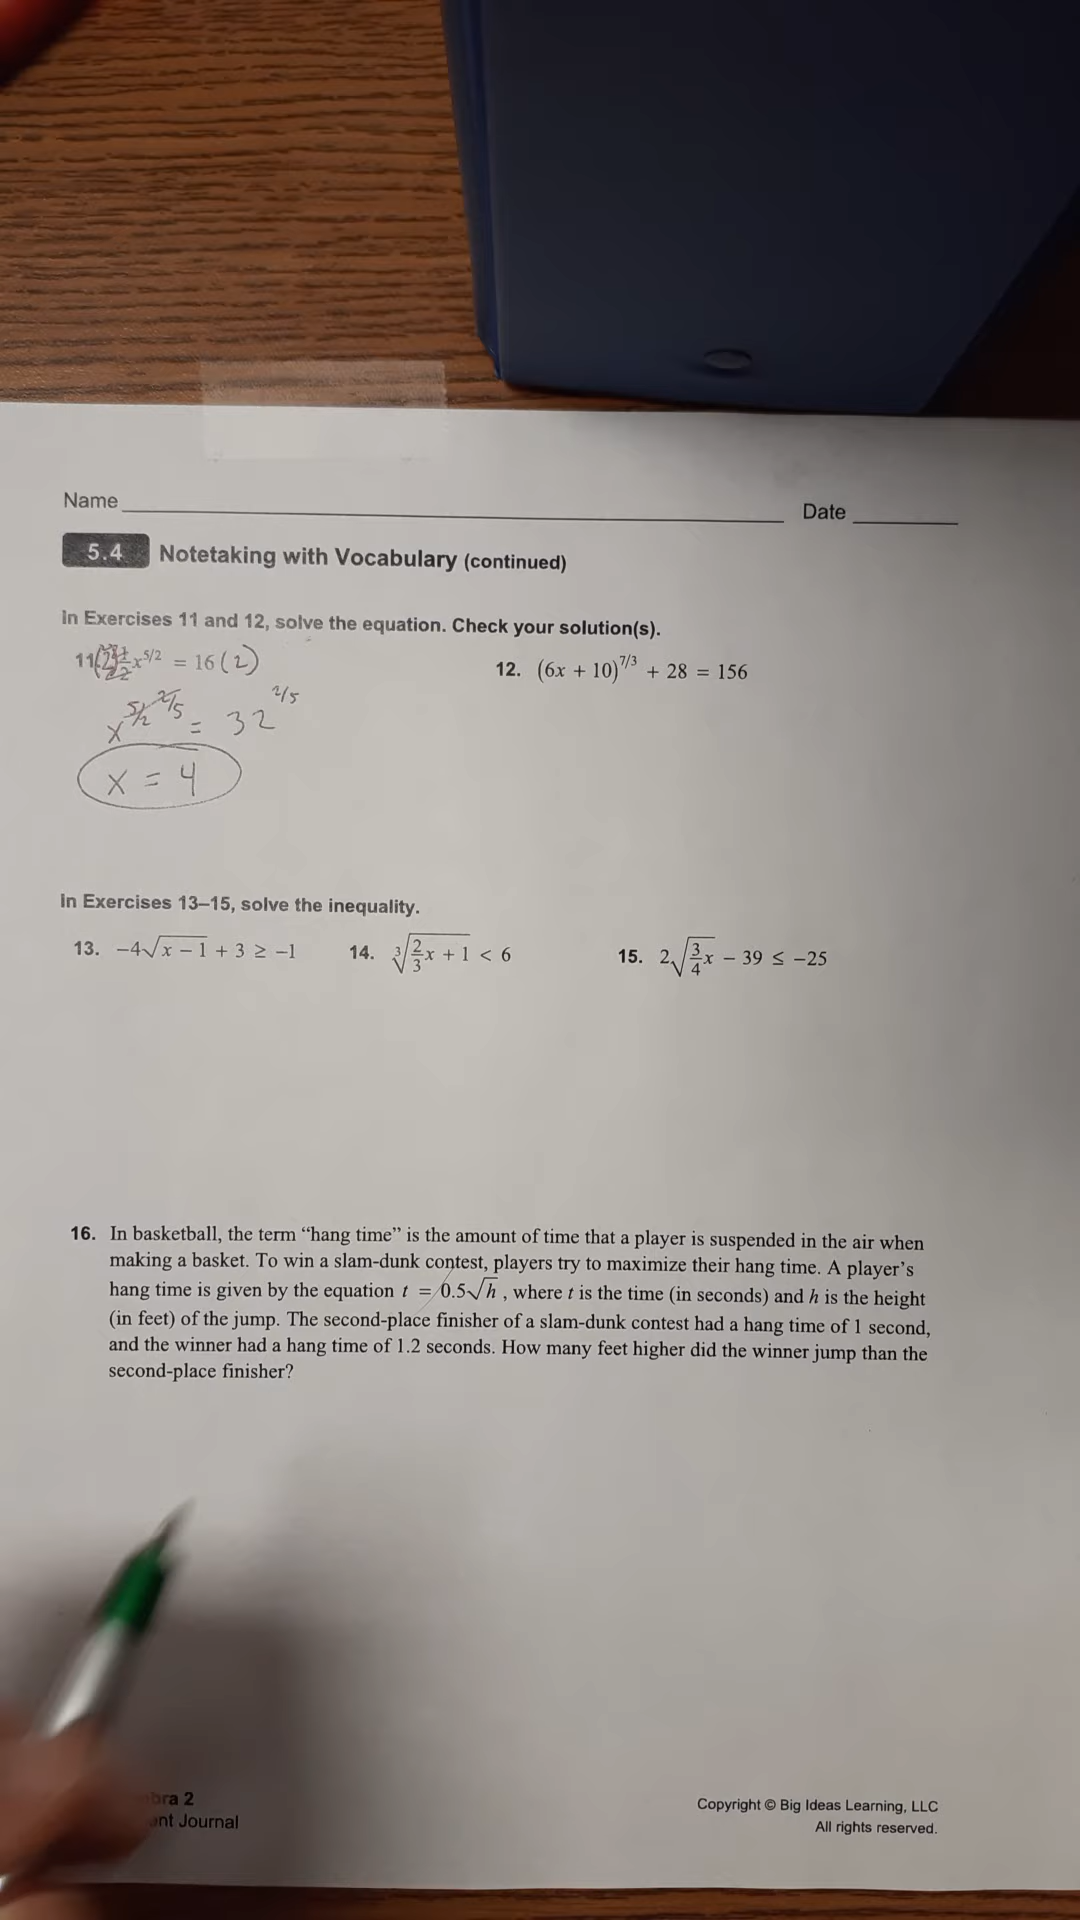 Name Date
5.4 Notetaking with Vocabulary (continued)
In Exercises 11 and 12, solve the equation. Check your solution(s).
11 x^5/2 = 16 (2)
x^5/2 2/5 = 32^2/5
x = 4
12. (6x + 10)^7/3 + 28 = 156
In Exercises 13–15, solve the inequality.
13. −4√(x − 1) + 3 ≥ −1
14. ∛(2/3 x + 1) < 6
15. 2√(3/4 x) − 39 ≤ −25
16. In basketball, the term “hang time” is the amount of time that a player is suspended in the air when
making a basket. To win a slam-dunk contest, players try to maximize their hang time. A player’s
hang time is given by the equation t = 0.5√h, where t is the time (in seconds) and h is the height
(in feet) of the jump. The second-place finisher of a slam-dunk contest had a hang time of 1 second,
and the winner had a hang time of 1.2 seconds. How many feet higher did the winner jump than the
second-place finisher?
bra 2
nt Journal
Copyright © Big Ideas Learning, LLC
All rights reserved.